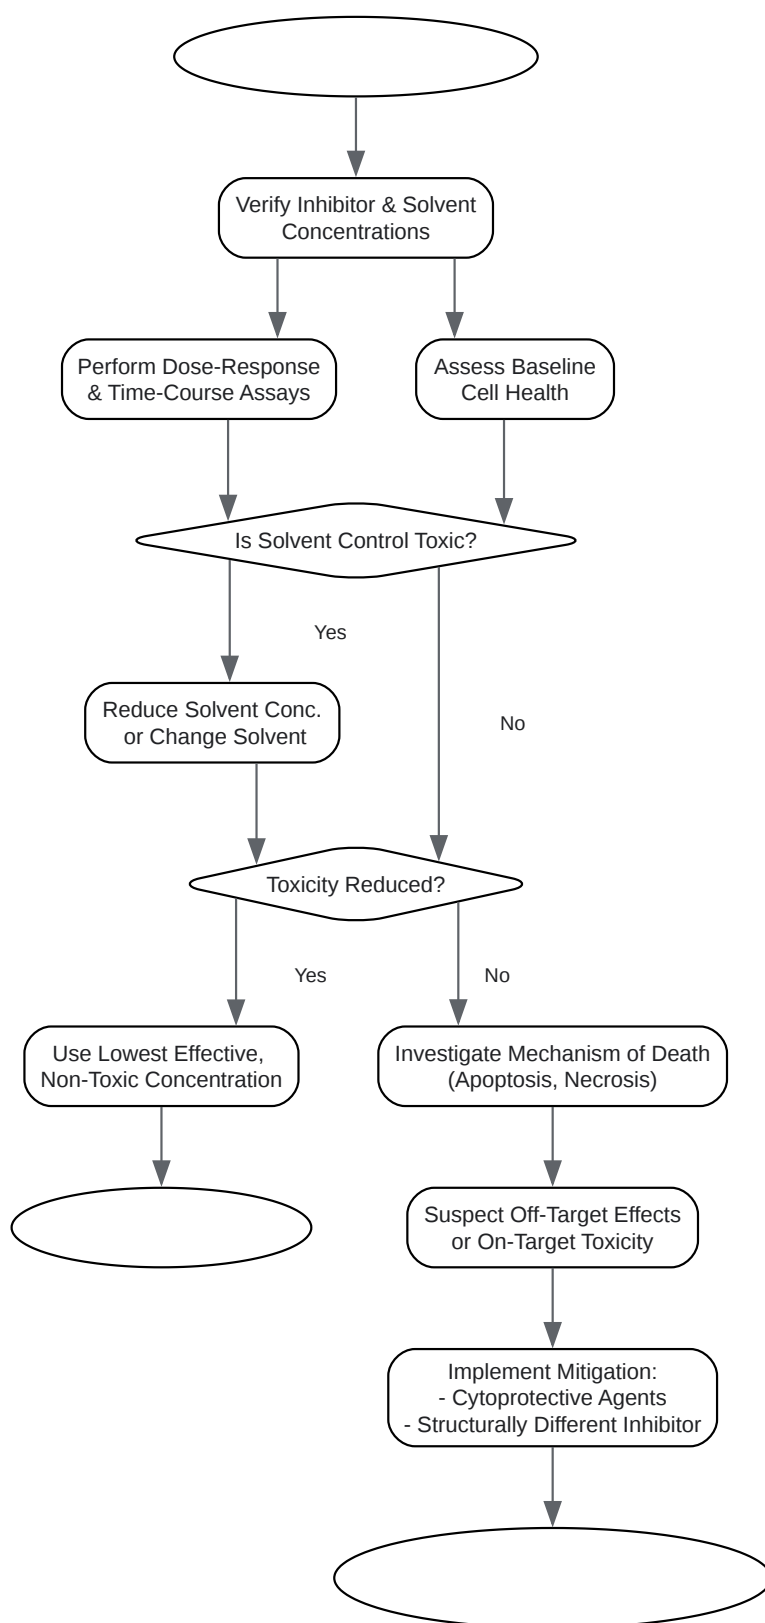 Verify Inhibitor & Solvent
Concentrations
Perform Dose-Response
& Time-Course Assays
Assess Baseline
Cell Health
Is Solvent Control Toxic?
Yes
Reduce Solvent Conc.
or Change Solvent
No
Toxicity Reduced?
Yes
No
Use Lowest Effective,
Non-Toxic Concentration
Investigate Mechanism of Death
(Apoptosis, Necrosis)
Suspect Off-Target Effects
or On-Target Toxicity
Implement Mitigation:
- Cytoprotective Agents
- Structurally Different Inhibitor